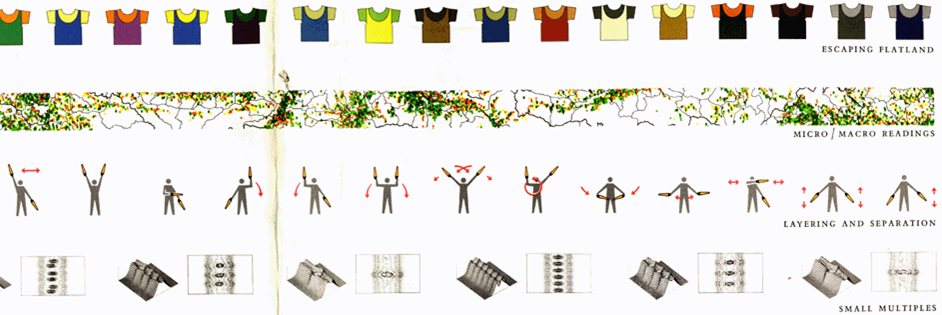 ESCAPING FLATLAND
MICRO/MACRO READINGS
LAYERING AND SEPARATION
SMALL MULTIPLES